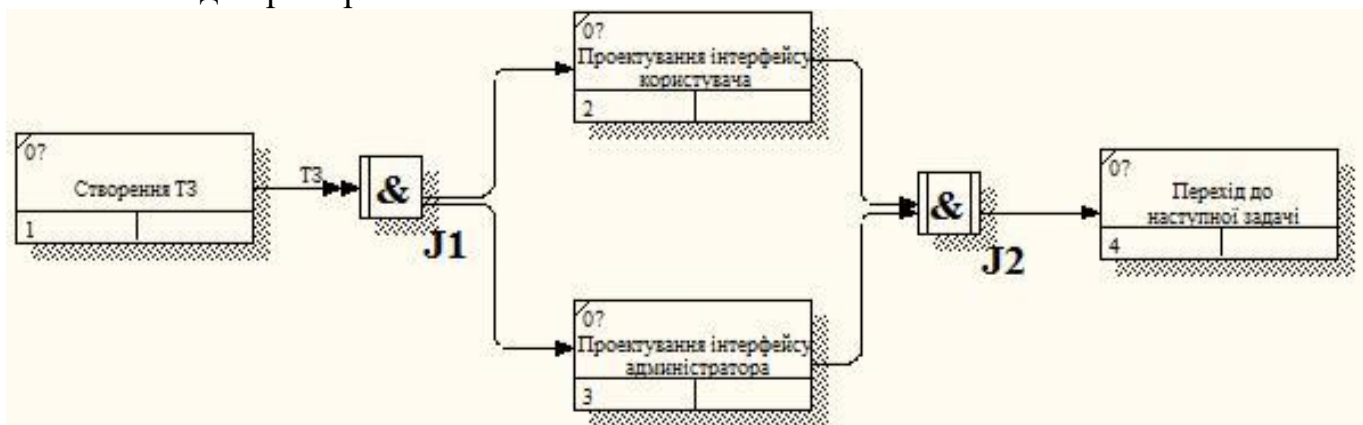 0?
Створення ТЗ
1
ТЗ
&
J1
0?
Проектування інтерфейсу
користувача
2
0?
Проектування інтерфейсу
адміністратора
3
&
J2
0?
Перехід до
наступної задачі
4